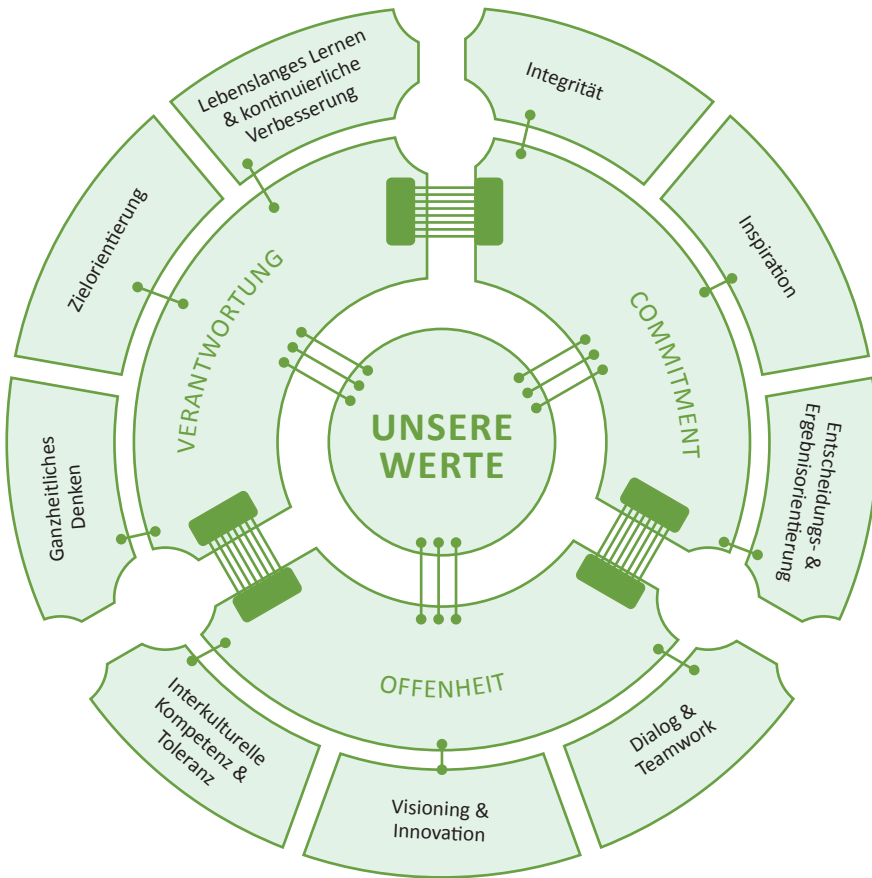 Lebenslanges Lernen
& kontinuierliche
Verbesserung
Integrität
Zielorientierung
Inspiration
VERANTWORTUNG
COMMITMENT
UNSERE
WERTE
Ganzheitliches
Denken
Entscheidungs- &
Ergebnisorientierung
OFFENHEIT
Interkulturelle
Kompetenz &
Toleranz
Visioning &
Innovation
Dialog &
Teamwork